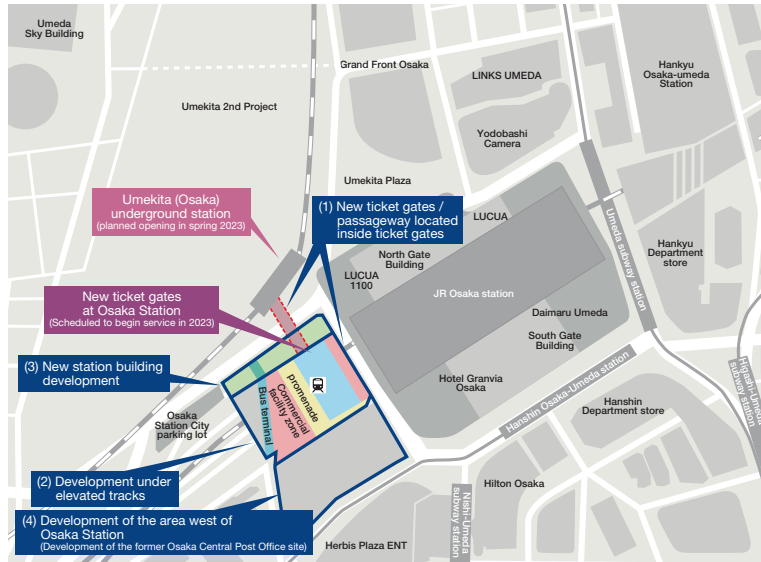 Umeda
Sky Building
Grand Front Osaka
LINKS UMEDA
Hankyu
Osaka-umeda
Station
Umekita 2nd Project
Yodobashi
Camera
Umekita Plaza
Umekita (Osaka)
underground station
(planned opening in spring 2023)
(1) New ticket gates /
passageway located
inside ticket gates
LUCUA
Umeda subway station
North Gate
Building
LUCUA
1100
Hankyu
Department
store
JR Osaka station
New ticket gates
at Osaka Station
(Scheduled to begin service in 2023)
Daimaru Umeda
South Gate
Building
(3) New station building
development
Hotel Granvia
Osaka
Hanshin Osaka-Umeda station
Higashi-Umeda
subway station
promenade
Commercial
facility zone
Bus terminal
Osaka
Station City
parking lot
Hanshin
Department store
(2) Development under
elevated tracks
Hilton Osaka
Nishi-Umeda
subway station
(4) Development of the area west of
Osaka Station
(Development of the former Osaka Central Post Office site)
Herbis Plaza ENT